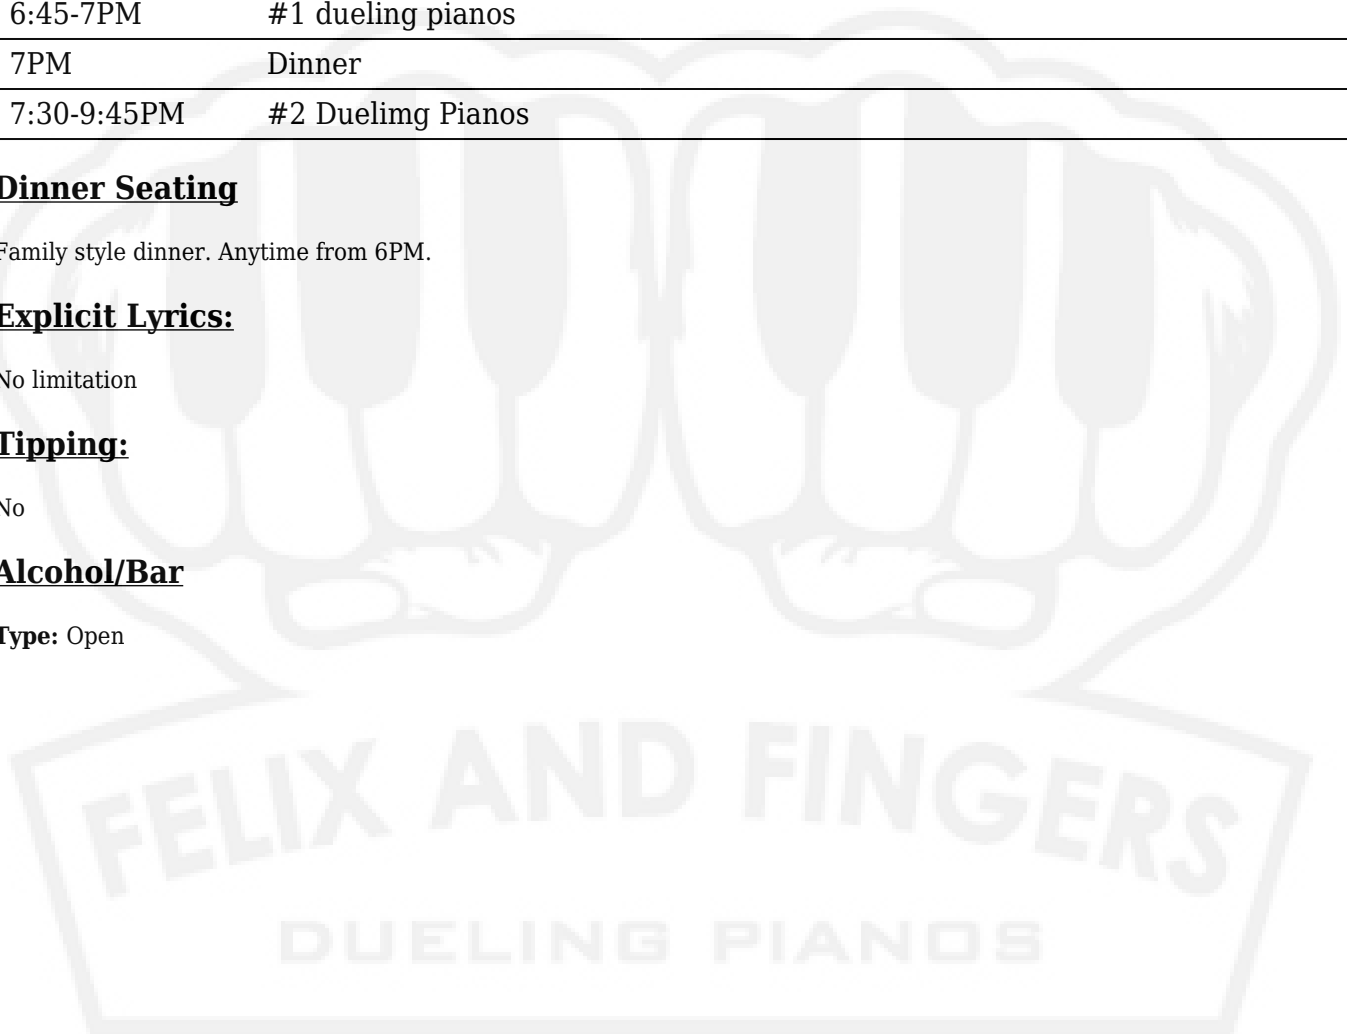 6:45-7PM #1 dueling pianos
7PM Dinner
7:30-9:45PM #2 Duelimg Pianos
Dinner Seating
Family style dinner. Anytime from 6PM.
Explicit Lyrics:
No limitation
Tipping:
No
Alcohol/Bar
Type: Open
FELIX AND FINGERS
DUELING PIANOS